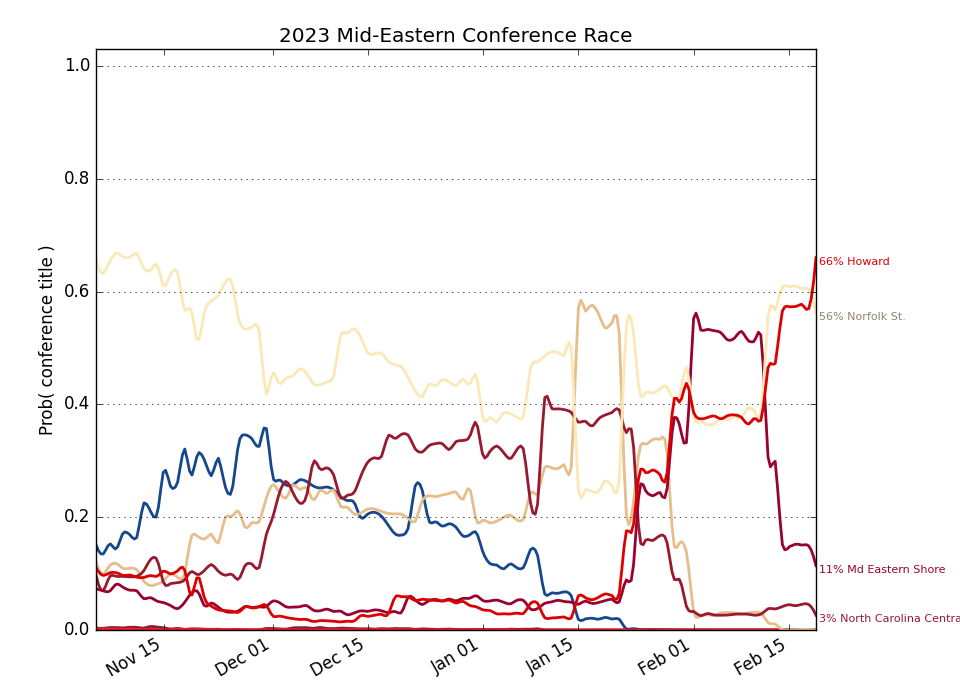 2023 Mid-Eastern Conference Race
Prob( conference title )
1.0
0.8
0.6
0.4
0.2
0.0
Nov 15
Dec 01
Dec 15
Jan 01
Jan 15
Feb 01
Feb 15
66% Howard
56% Norfolk St.
11% Md Eastern Shore
3% North Carolina Centra